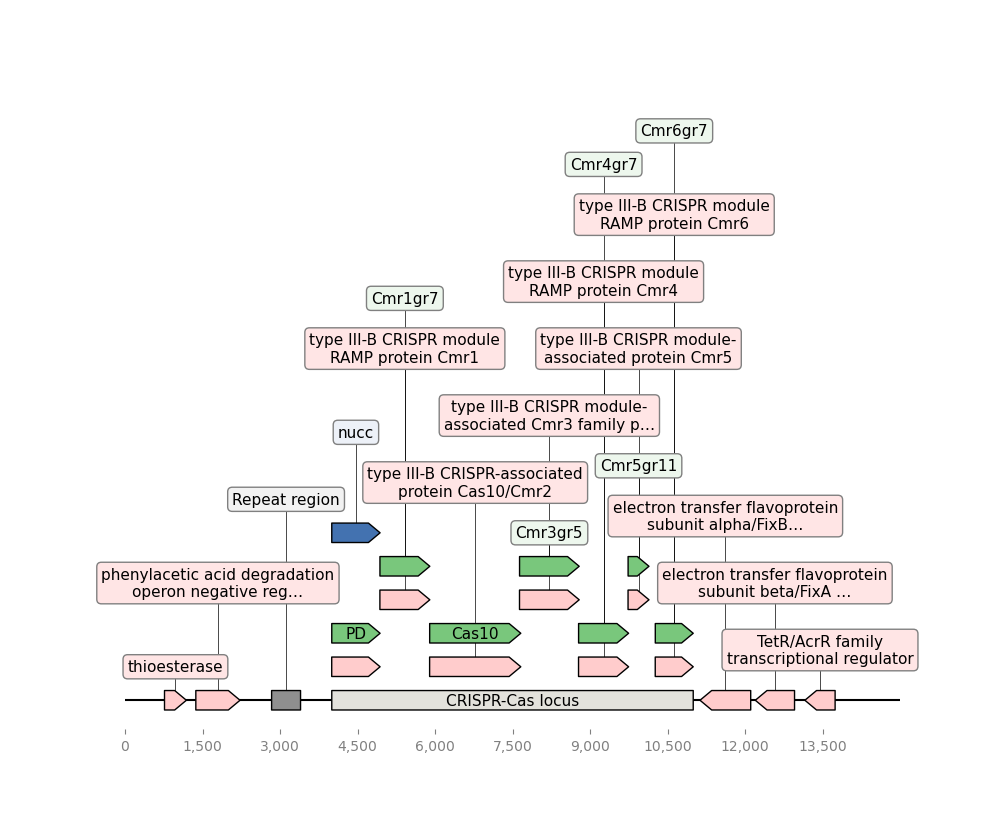 Cmr6gr7
Cmr4gr7
type III-B CRISPR module
RAMP protein Cmr6
type III-B CRISPR module
RAMP protein Cmr4
Cmr1gr7
type III-B CRISPR module
RAMP protein Cmr1
type III-B CRISPR module-
associated protein Cmr5
type III-B CRISPR module-
associated Cmr3 family p...
nucc
Cmr5gr11
type III-B CRISPR-associated
protein Cas10/Cmr2
Repeat region
electron transfer flavoprotein
subunit alpha/FixB...
Cmr3gr5
phenylacetic acid degradation
operon negative reg...
electron transfer flavoprotein
subunit beta/FixA ...
PD
Cas10
TetR/AcrR family
transcriptional regulator
thioesterase
CRISPR-Cas locus
0 1,500 3,000 4,500 6,000 7,500 9,000 10,500 12,000 13,500